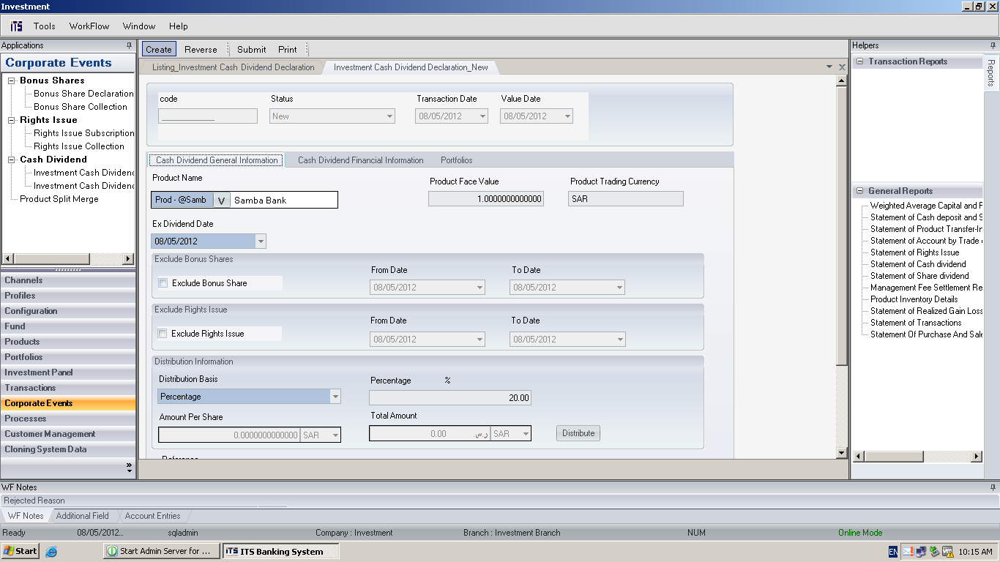 Investment
ITS Tools WorkFlow Window Help
Applications
Corporate Events
Bonus Shares
Bonus Share Declaration
Bonus Share Collection
Rights Issue
Rights Issue Subscription
Rights Issue Collection
Cash Dividend
Investment Cash Dividend
Investment Cash Dividend
Product Split Merge
Channels
Profiles
Configuration
Fund
Products
Portfolios
Investment Panel
Transactions
Corporate Events
Processes
Customer Management
Cloning System Data
Create Reverse Submit Print
Listing_Investment Cash Dividend Declaration Investment Cash Dividend Declaration_New
code Status Transaction Date Value Date
____________ New 08/05/2012 08/05/2012
Cash Dividend General Information Cash Dividend Financial Information Portfolios
Product Name Product Face Value Product Trading Currency
Prod - @Samb V Samba Bank 1.0000000000000 SAR
Ex Dividend Date
08/05/2012
Exclude Bonus Shares
From Date To Date
Exclude Bonus Share 08/05/2012 08/05/2012
Exclude Rights Issue
From Date To Date
Exclude Rights Issue 08/05/2012 08/05/2012
Distribution Information
Distribution Basis Percentage %
Percentage 20.00
Amount Per Share Total Amount
0.0000000000000 SAR 0.00 ر.س. SAR Distribute
Reference
Helpers
Transaction Reports
Reports
General Reports
Weighted Average Capital and F
Statement of Cash deposit and S
Statement of Product Transfer-In
Statement of Account by Trade
Statement of Rights Issue
Statement of Cash dividend
Statement of Share dividend
Management Fee Settlement Re
Product Inventory Details
Statement of Realized Gain Loss
Statement of Transactions
Statement Of Purchase And Sale
WF Notes
Rejected Reason
WF Notes Additional Field Account Entries
Ready 08/05/2012... sqladmin Company : Investment Branch : Investment Branch NUM Online Mode
Start Start Admin Server for ... ITS ITS Banking System EN 10:15 AM